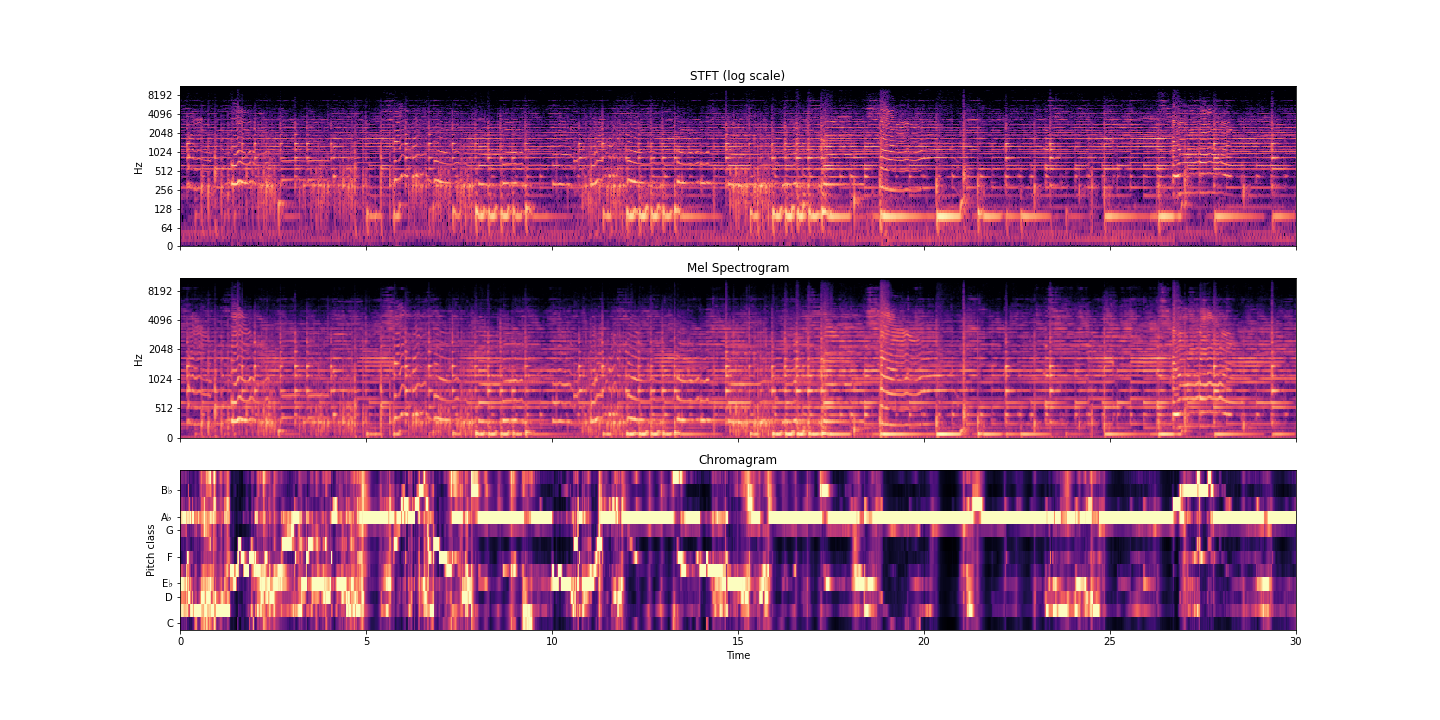 STFT (log scale)
8192
4096
2048
1024
512
256
128
64
0
Hz
Mel Spectrogram
8192
4096
2048
1024
512
0
Hz
Chromagram
B♭
A♭
G
F
E♭
D
C
Pitch class
0 5 10 15 20 25 30
Time